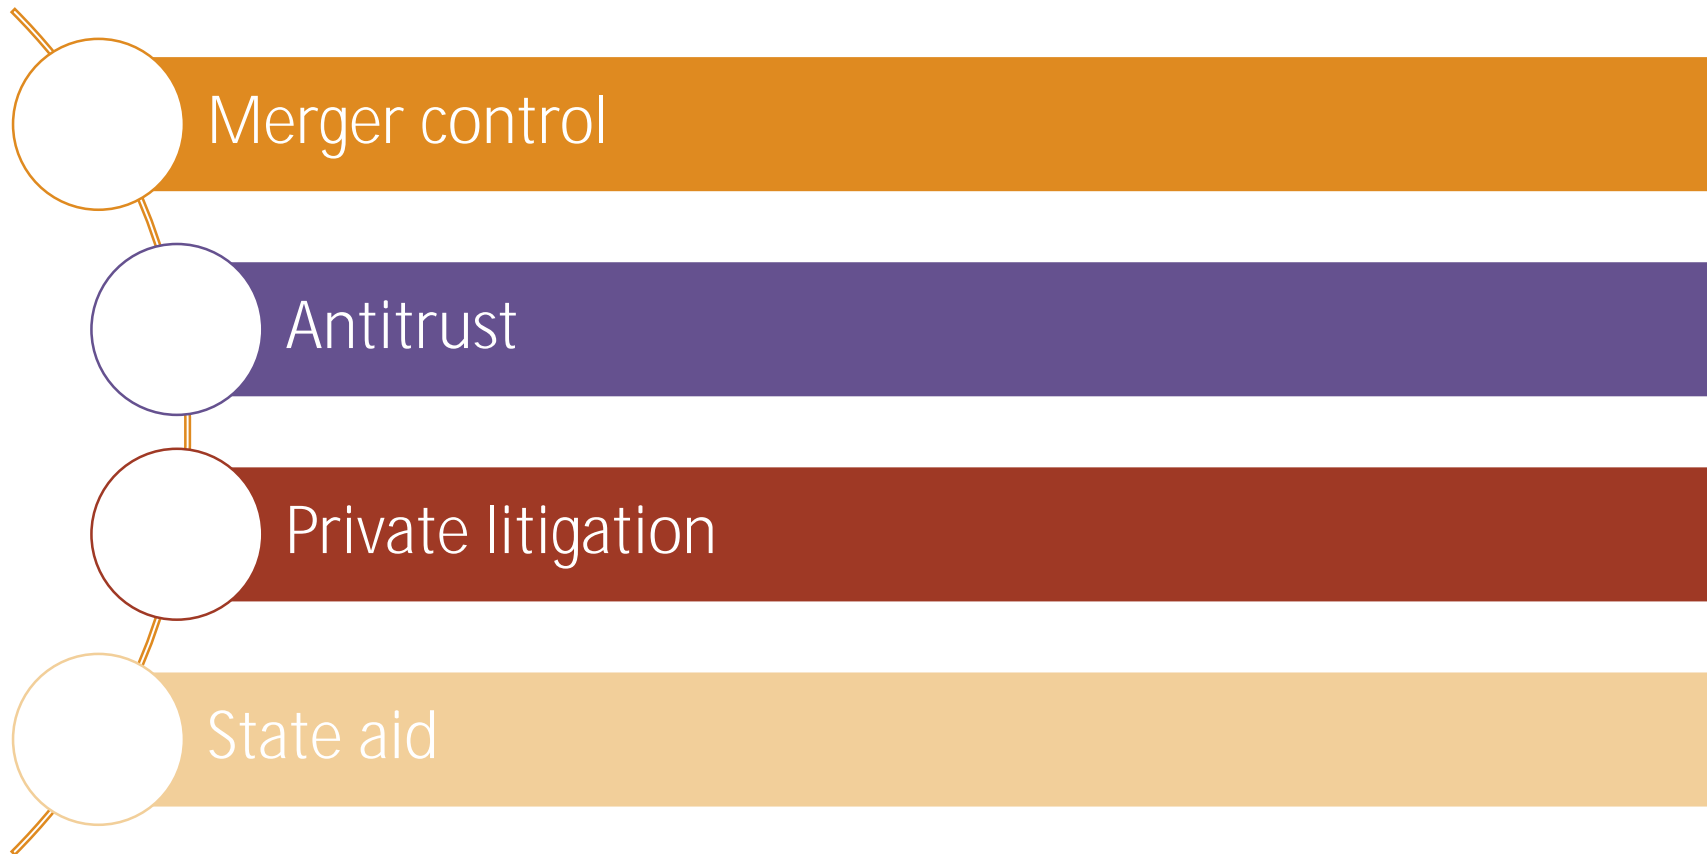 Merger control
Antitrust
Private litigation
State aid